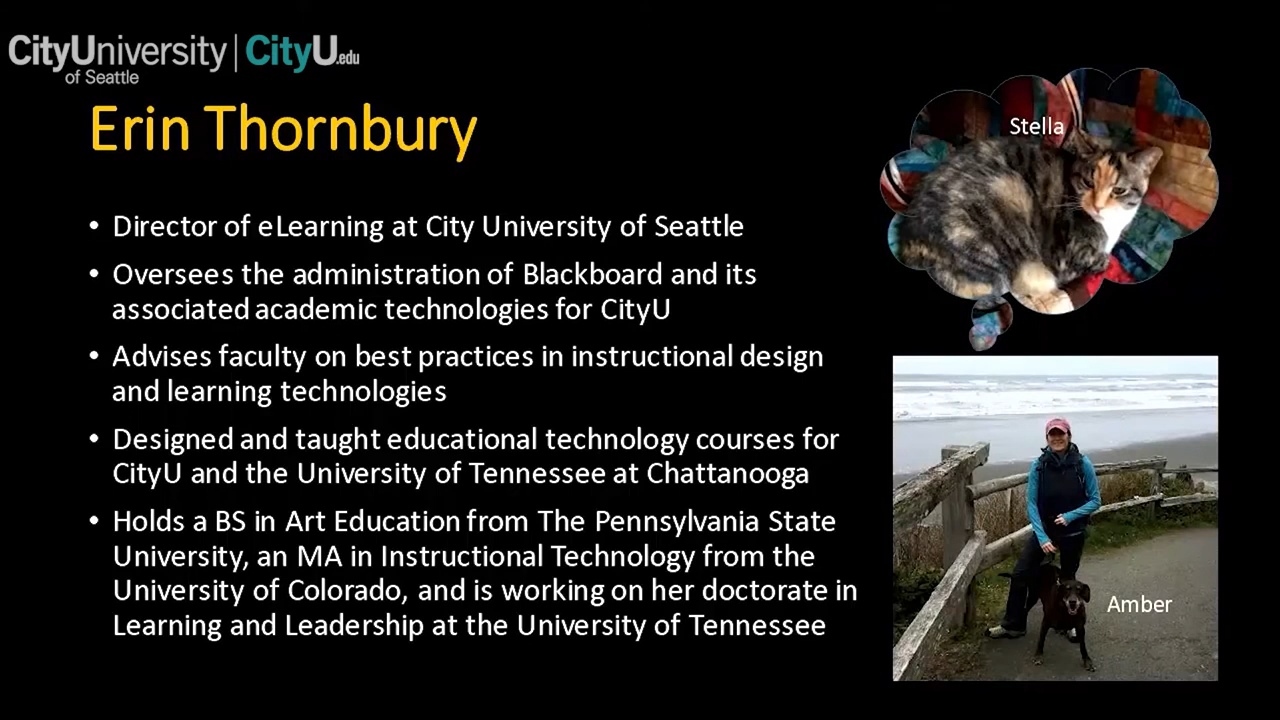 CityUniversity | CityU.edu
of Seattle
Erin Thornbury
Stella
• Director of eLearning at City University of Seattle
• Oversees the administration of Blackboard and its
associated academic technologies for CityU
• Advises faculty on best practices in instructional design
and learning technologies
• Designed and taught educational technology courses for
CityU and the University of Tennessee at Chattanooga
• Holds a BS in Art Education from The Pennsylvania State
University, an MA in Instructional Technology from the
University of Colorado, and is working on her doctorate in
Learning and Leadership at the University of Tennessee
Amber